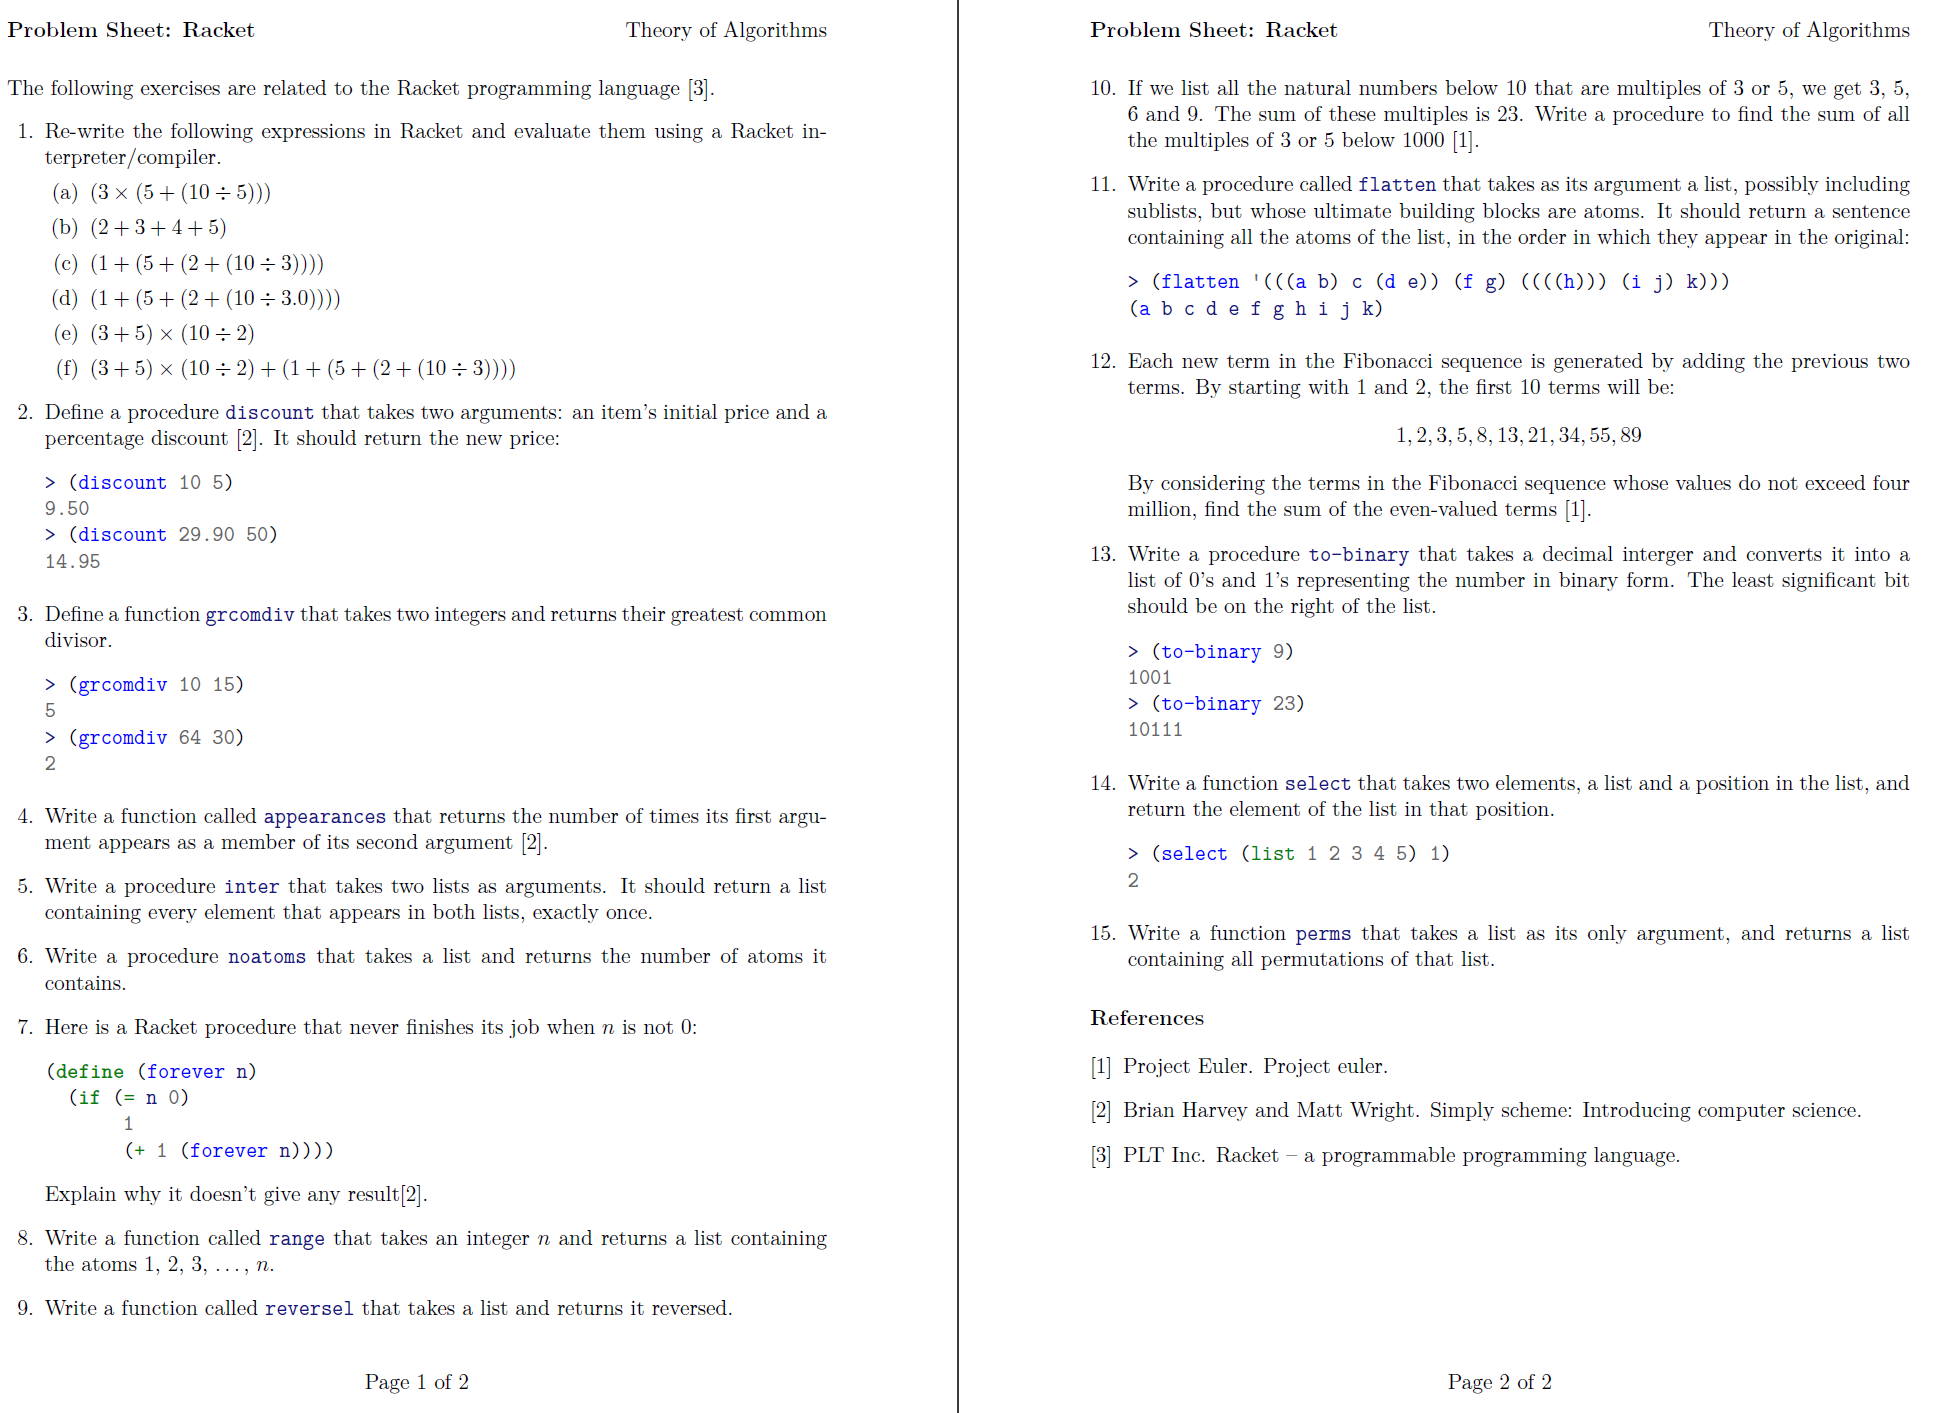 Problem Sheet: Racket Theory of Algorithms
The following exercises are related to the Racket programming language [3].
1. Re-write the following expressions in Racket and evaluate them using a Racket in-
terpreter/compiler.
(a) (3 × (5 + (10 ÷ 5)))
(b) (2 + 3 + 4 + 5)
(c) (1 + (5 + (2 + (10 ÷ 3))))
(d) (1 + (5 + (2 + (10 ÷ 3.0))))
(e) (3 + 5) × (10 ÷ 2)
(f) (3 + 5) × (10 ÷ 2) + (1 + (5 + (2 + (10 ÷ 3))))
2. Define a procedure discount that takes two arguments: an item's initial price and a
percentage discount [2]. It should return the new price:
> (discount 10 5)
9.50
> (discount 29.90 50)
14.95
3. Define a function grcomdiv that takes two integers and returns their greatest common
divisor.
> (grcomdiv 10 15)
5
> (grcomdiv 64 30)
2
4. Write a function called appearances that returns the number of times its first argu-
ment appears as a member of its second argument [2].
5. Write a procedure inter that takes two lists as arguments. It should return a list
containing every element that appears in both lists, exactly once.
6. Write a procedure noatoms that takes a list and returns the number of atoms it
contains.
7. Here is a Racket procedure that never finishes its job when n is not 0:
(define (forever n)
(if (= n 0)
1
(+ 1 (forever n))))
Explain why it doesn't give any result[2].
8. Write a function called range that takes an integer n and returns a list containing
the atoms 1, 2, 3, . . . , n.
9. Write a function called reversel that takes a list and returns it reversed.
Page 1 of 2
Problem Sheet: Racket Theory of Algorithms
10. If we list all the natural numbers below 10 that are multiples of 3 or 5, we get 3, 5,
6 and 9. The sum of these multiples is 23. Write a procedure to find the sum of all
the multiples of 3 or 5 below 1000 [1].
11. Write a procedure called flatten that takes as its argument a list, possibly including
sublists, but whose ultimate building blocks are atoms. It should return a sentence
containing all the atoms of the list, in the order in which they appear in the original:
> (flatten '(((a b) c (d e)) (f g) ((((h))) (i j) k)))
(a b c d e f g h i j k)
12. Each new term in the Fibonacci sequence is generated by adding the previous two
terms. By starting with 1 and 2, the first 10 terms will be:
1, 2, 3, 5, 8, 13, 21, 34, 55, 89
By considering the terms in the Fibonacci sequence whose values do not exceed four
million, find the sum of the even-valued terms [1].
13. Write a procedure to-binary that takes a decimal interger and converts it into a
list of 0's and 1's representing the number in binary form. The least significant bit
should be on the right of the list.
> (to-binary 9)
1001
> (to-binary 23)
10111
14. Write a function select that takes two elements, a list and a position in the list, and
return the element of the list in that position.
> (select (list 1 2 3 4 5) 1)
2
15. Write a function perms that takes a list as its only argument, and returns a list
containing all permutations of that list.
References
[1] Project Euler. Project euler.
[2] Brian Harvey and Matt Wright. Simply scheme: Introducing computer science.
[3] PLT Inc. Racket – a programmable programming language.
Page 2 of 2